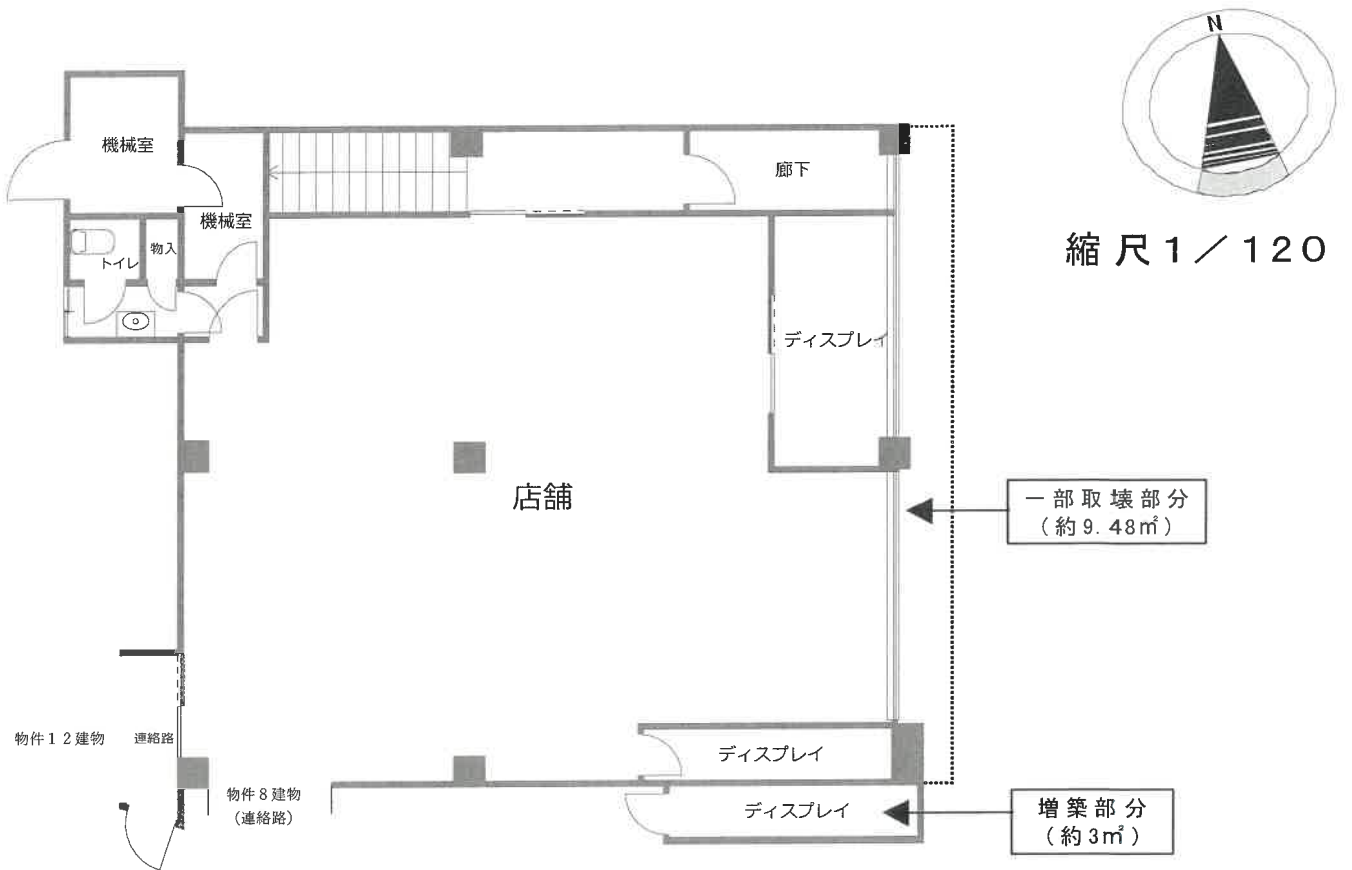 N
縮尺1／120
機械室
廊下
機械室
物入
トイレ
ディスプレイ
店舗
一部取壊部分
（約9.48㎡）
物件12建物
連絡路
ディスプレイ
物件8建物
（連絡路）
ディスプレイ
増築部分
（約3㎡）